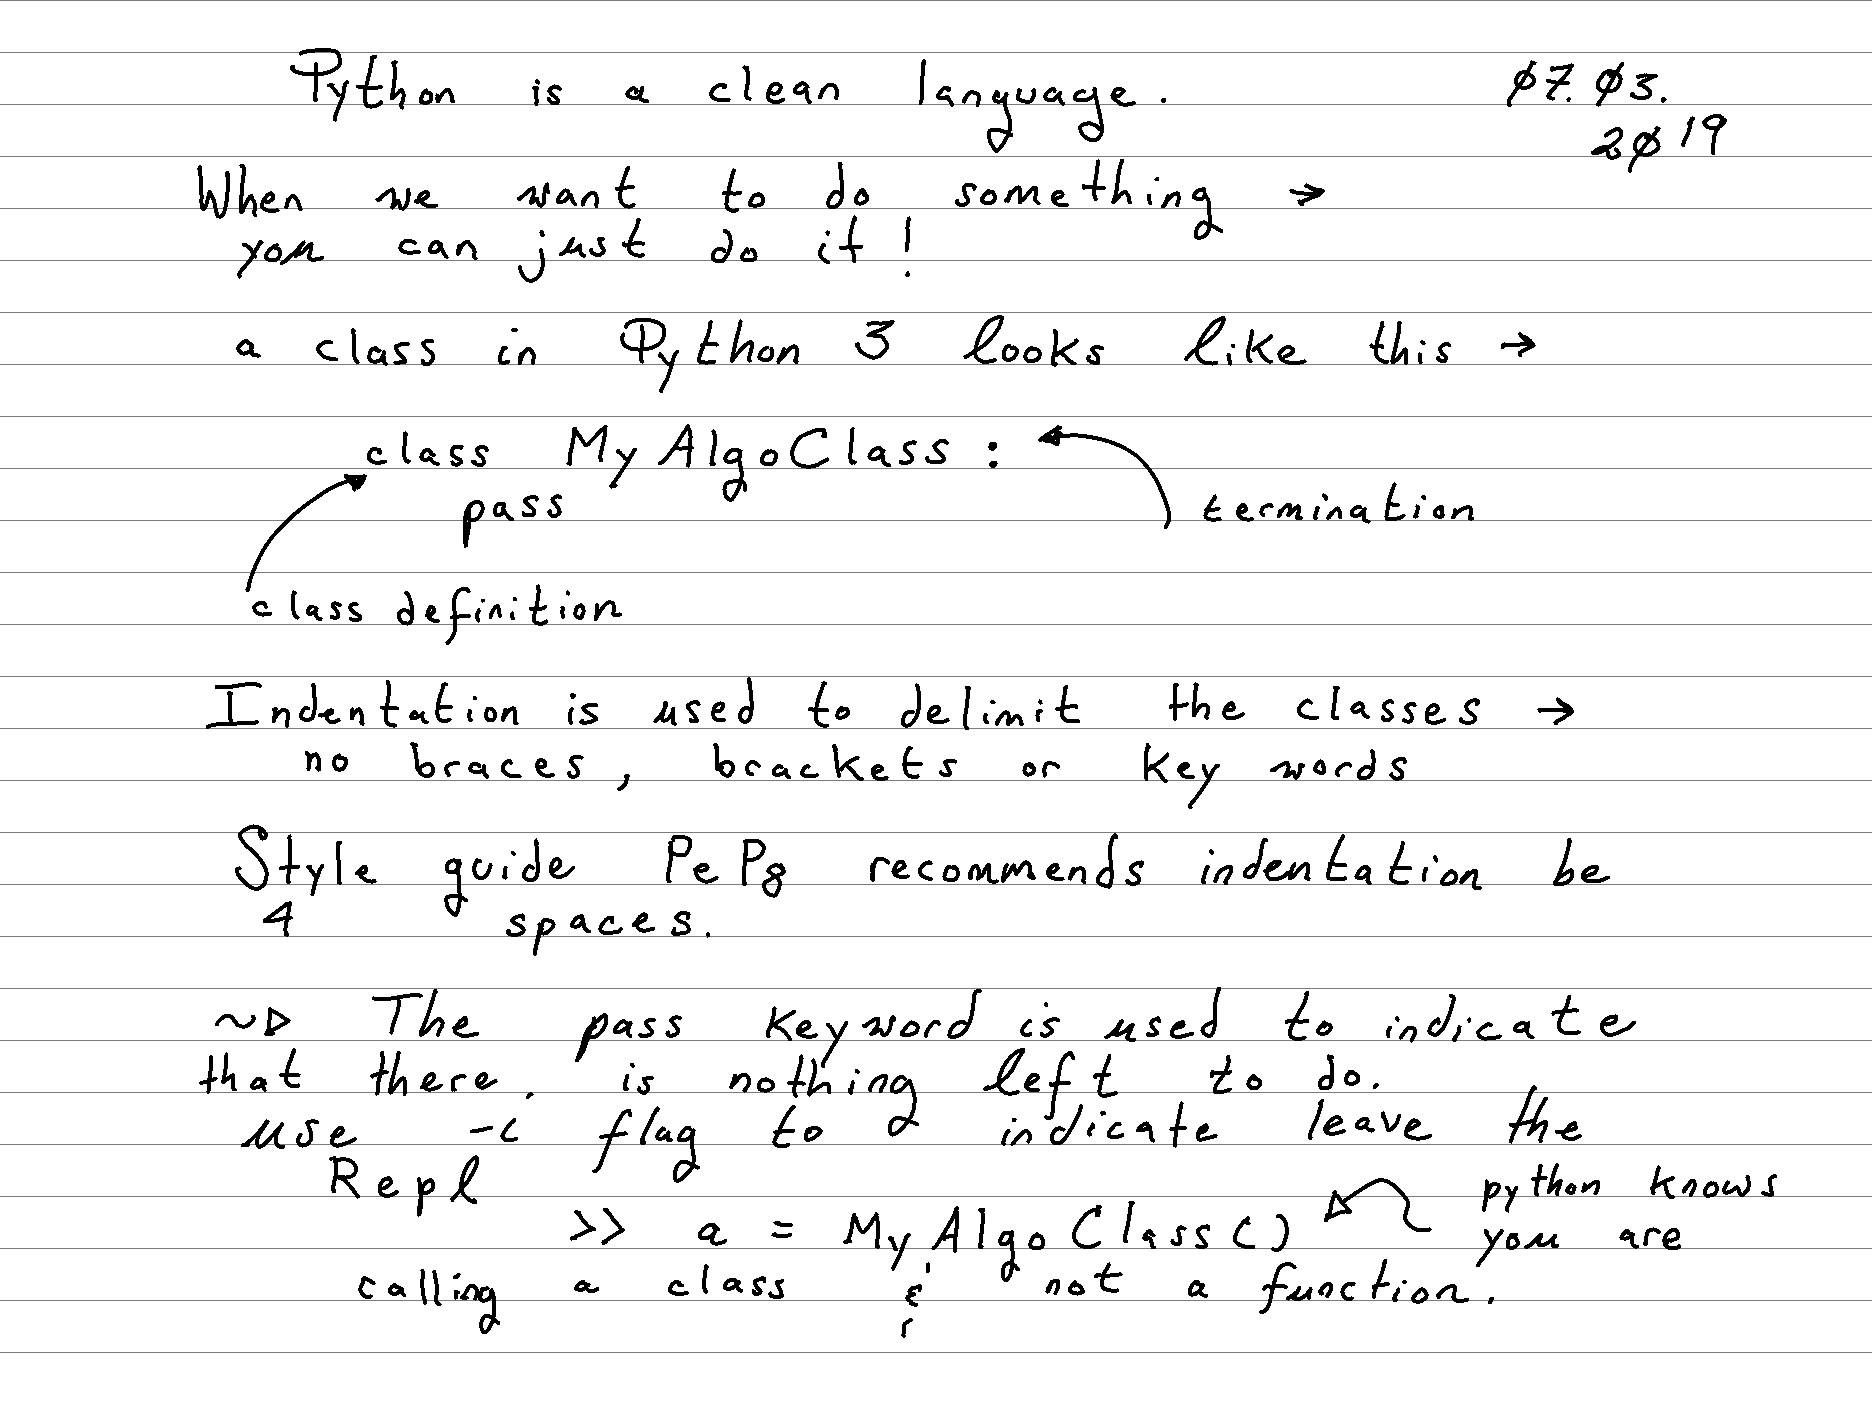 Python is a clean language. 07.03.
2019
When we want to do something →
you can just do it!
a class in Python 3 looks like this →
class MyAlgoClass:
pass
termination
class definition
Indentation is used to delimit the classes →
no braces, brackets or key words
Style guide PeP8 recommends indentation be
4 spaces.
~▷ The pass keyword is used to indicate
that there. is nothing left to do.
use -i flag to indicate leave the
Repl
python knows
>> a = MyAlgoClass() you are
calling a class & not a function.